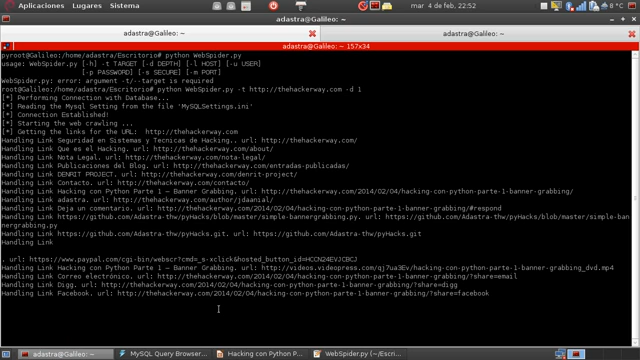 Aplicaciones Lugares Sistema
mar 4 de feb, 22:52
8 °C
adastra@Galileo: ~
adastra@Galileo: ~
adastra@Galileo: ~
adastra@Galileo: ~ 157x34
pyroot@Galileo:/home/adastra/Escritorio# python WebSpider.py
usage: WebSpider.py [-h] -t TARGET [-d DEPTH] [-l HOST] [-u USER]
[-p PASSWORD] [-s SECURE] [-m PORT]
WebSpider.py: error: argument -t/--target is required
root@Galileo:/home/adastra/Escritorio# python WebSpider.py -t http://thehackerway.com -d 1
[*] Performing Connection with Database...
[*] Reading the Mysql Setting from the file 'MySQLSettings.ini'
[*] Connection Established!
[*] Starting the web crawling ...
[*] Getting the links for the URL: http://thehackerway.com
Handling Link Seguridad en Sistemas y Tecnicas de Hacking.. url: http://thehackerway.com/
Handling Link Que es el Hacking. url: http://thehackerway.com/about/
Handling Link Nota Legal. url: http://thehackerway.com/nota-legal/
Handling Link Publicaciones del Blog. url: http://thehackerway.com/entradas-publicadas/
Handling Link DENRIT PROJECT. url: http://thehackerway.com/denrit-project/
Handling Link Contacto. url: http://thehackerway.com/contacto/
Handling Link Hacking con Python Parte 1 – Banner Grabbing. url: http://thehackerway.com/2014/02/04/hacking-con-python-parte-1-banner-grabbing/
Handling Link adastra. url: http://thehackerway.com/author/jdaanial/
Handling Link Deja un comentario. url: http://thehackerway.com/2014/02/04/hacking-con-python-parte-1-banner-grabbing/#respond
Handling Link https://github.com/Adastra-thw/pyHacks/blob/master/simple-bannergrabbing.py. url: https://github.com/Adastra-thw/pyHacks/blob/master/simple-ban
nergrabbing.py
Handling Link https://github.com/Adastra-thw/pyHacks.git. url: https://github.com/Adastra-thw/pyHacks.git
Handling Link
. url: https://www.paypal.com/cgi-bin/webscr?cmd=_s-xclick&hosted_button_id=HCCN24EVJCBCJ
Handling Link Hacking con Python Parte 1 – Banner Grabbing. url: http://videos.videopress.com/qj7ua3Ev/hacking-con-python-parte-1-banner-grabbing_dvd.mp4
Handling Link Correo electrónico. url: http://thehackerway.com/2014/02/04/hacking-con-python-parte-1-banner-grabbing/?share=email
Handling Link Digg. url: http://thehackerway.com/2014/02/04/hacking-con-python-parte-1-banner-grabbing/?share=digg
Handling Link Facebook. url: http://thehackerway.com/2014/02/04/hacking-con-python-parte-1-banner-grabbing/?share=facebook
adastra@Galileo: ~
MySQL Query Browser...
Hacking con Python P...
WebSpider.py (~/Escri...